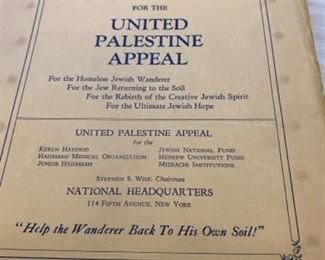 FOR THE
UNITED
PALESTINE
APPEAL
For the Homeless Jewish Wanderer
For the Jew Returning to the Soil
For the Rebirth of the Creative Jewish Spirit
For the Ultimate Jewish Hope
UNITED PALESTINE APPEAL
for the
KEREN HAYESOD JEWISH NATIONAL FUND
HADASSAH MEDICAL ORGANIZATION HEBREW UNIVERSITY FUND
JUNIOR HADASSAH MIZRACHI INSTITUTIONS
STEPHEN S. WISE, Chairman
NATIONAL HEADQUARTERS
114 FIFTH AVENUE, NEW YORK
"Help the Wanderer Back To His Own Soil!"